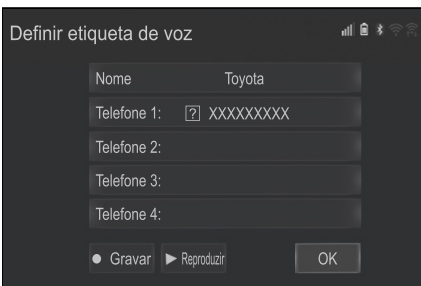 Definir etiqueta de voz
Nome Toyota
Telefone 1: ? XXXXXXXXX
Telefone 2:
Telefone 3:
Telefone 4:
Gravar Reproduzir OK